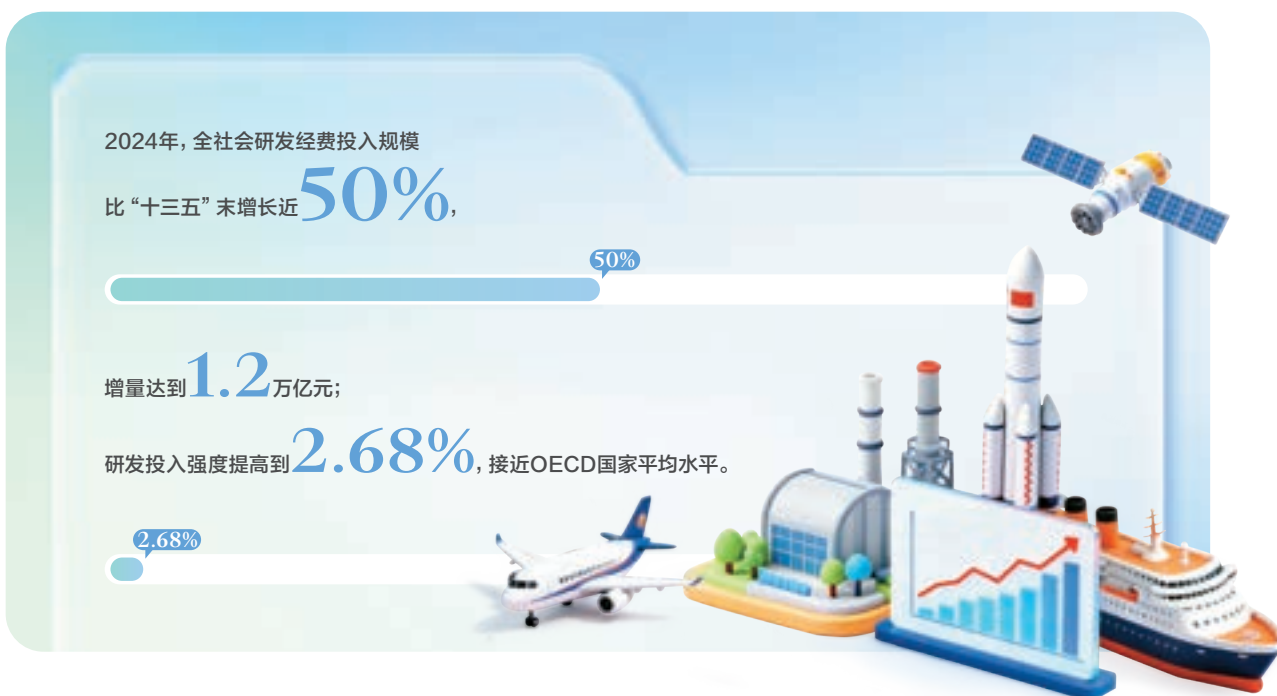 2024年，全社会研发经费投入规模
比“十三五”末增长近50%，
50%
增量达到1.2万亿元；
研发投入强度提高到2.68%，接近OECD国家平均水平。
2.68%